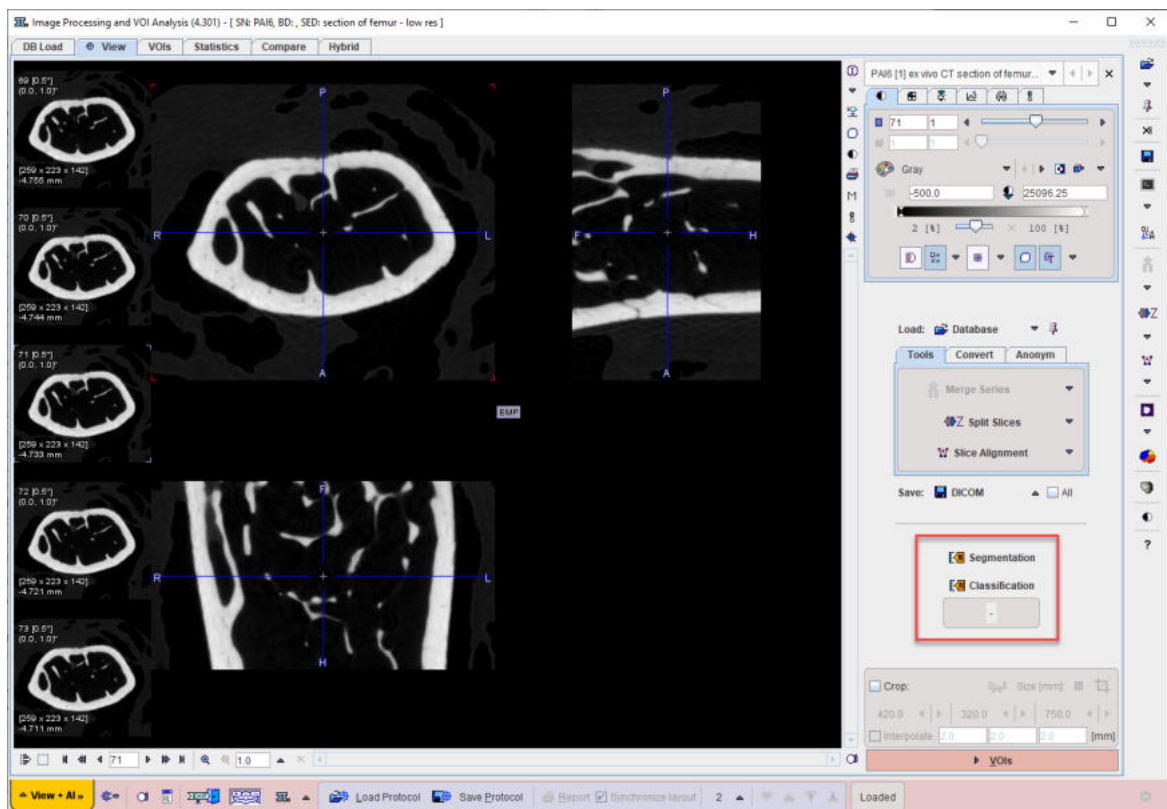 Image Processing and VOI Analysis (4.301) - [ SN: PAI6, BD: , SED: section of femur - low res ]
DB Load View VOIs Statistics Compare Hybrid
69 [0.5"]
(0.0, 1.0)"
[259 x 223 x 142]
-4.755 mm
70 [0.5"]
(0.0, 1.0)"
[259 x 223 x 142]
-4.744 mm
71 [0.5"]
(0.0, 1.0)"
[259 x 223 x 142]
-4.733 mm
72 [0.5"]
(0.0, 1.0)"
[259 x 223 x 142]
-4.721 mm
73 [0.5"]
(0.0, 1.0)"
[259 x 223 x 142]
-4.711 mm
P
R L
A
P
F H
A
EMP
F
R L
H
71 1.0
M
PAI6 [1] ex vivo CT section of femur...
71 1
1 1
Gray
-500.0 25096.25
2 [%] 100 [%]
Load: Database
Tools Convert Anonym
Merge Series
Z Split Slices
Slice Alignment
Save: DICOM All
Segmentation
Classification
-
Crop: Size [mm]:
420.0 320.0 750.0
Interpolate 2.0 2.0 2.0 [mm]
VOIs
Z
?
View + AI Load Protocol Save Protocol Report Synchronize layout 2 Loaded